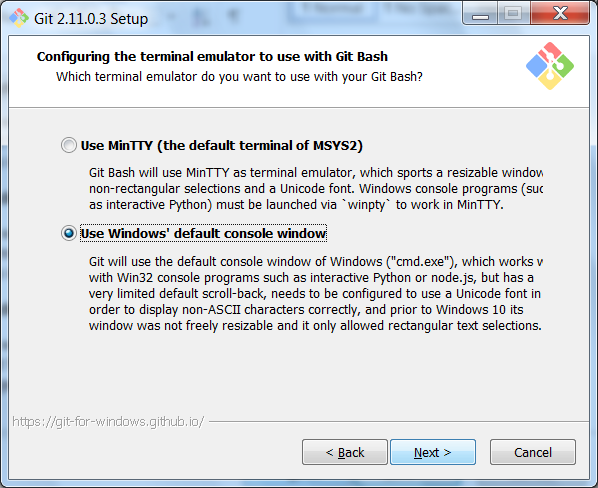 Git 2.11.0.3 Setup
Configuring the terminal emulator to use with Git Bash
Which terminal emulator do you want to use with your Git Bash?
Use MinTTY (the default terminal of MSYS2)
Git Bash will use MinTTY as terminal emulator, which sports a resizable window
non-rectangular selections and a Unicode font. Windows console programs (suc
as interactive Python) must be launched via `winpty` to work in MinTTY.
Use Windows' default console window
Git will use the default console window of Windows ("cmd.exe"), which works w
with Win32 console programs such as interactive Python or node.js, but has a
very limited default scroll-back, needs to be configured to use a Unicode font in
order to display non-ASCII characters correctly, and prior to Windows 10 its
window was not freely resizable and it only allowed rectangular text selections.
https://git-for-windows.github.io/
< Back
Next >
Cancel